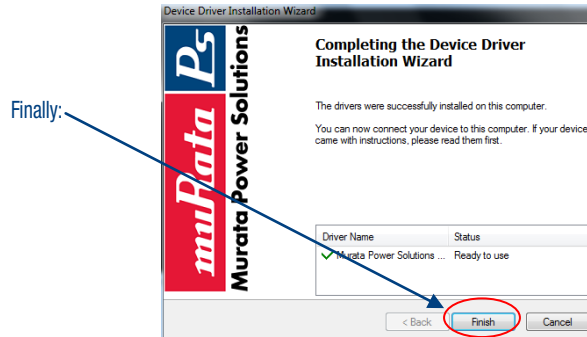 Device Driver Installation Wizard
Ps
muRata
Murata Power Solutions
Completing the Device Driver
Installation Wizard
The drivers were successfully installed on this computer.
You can now connect your device to this computer. If your device
came with instructions, please read them first.
Finally:
Driver Name Status
Murata Power Solutions ... Ready to use
< Back Finish Cancel